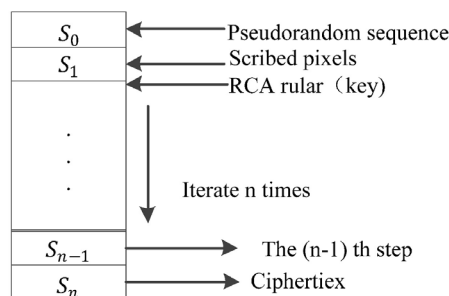 S₀ Pseudorandom sequence
S₁ Scribed pixels
RCA rular（key)
.
.
.
Iterate n times
Sₙ₋₁ The (n-1) th step
Sₙ Ciphertiex